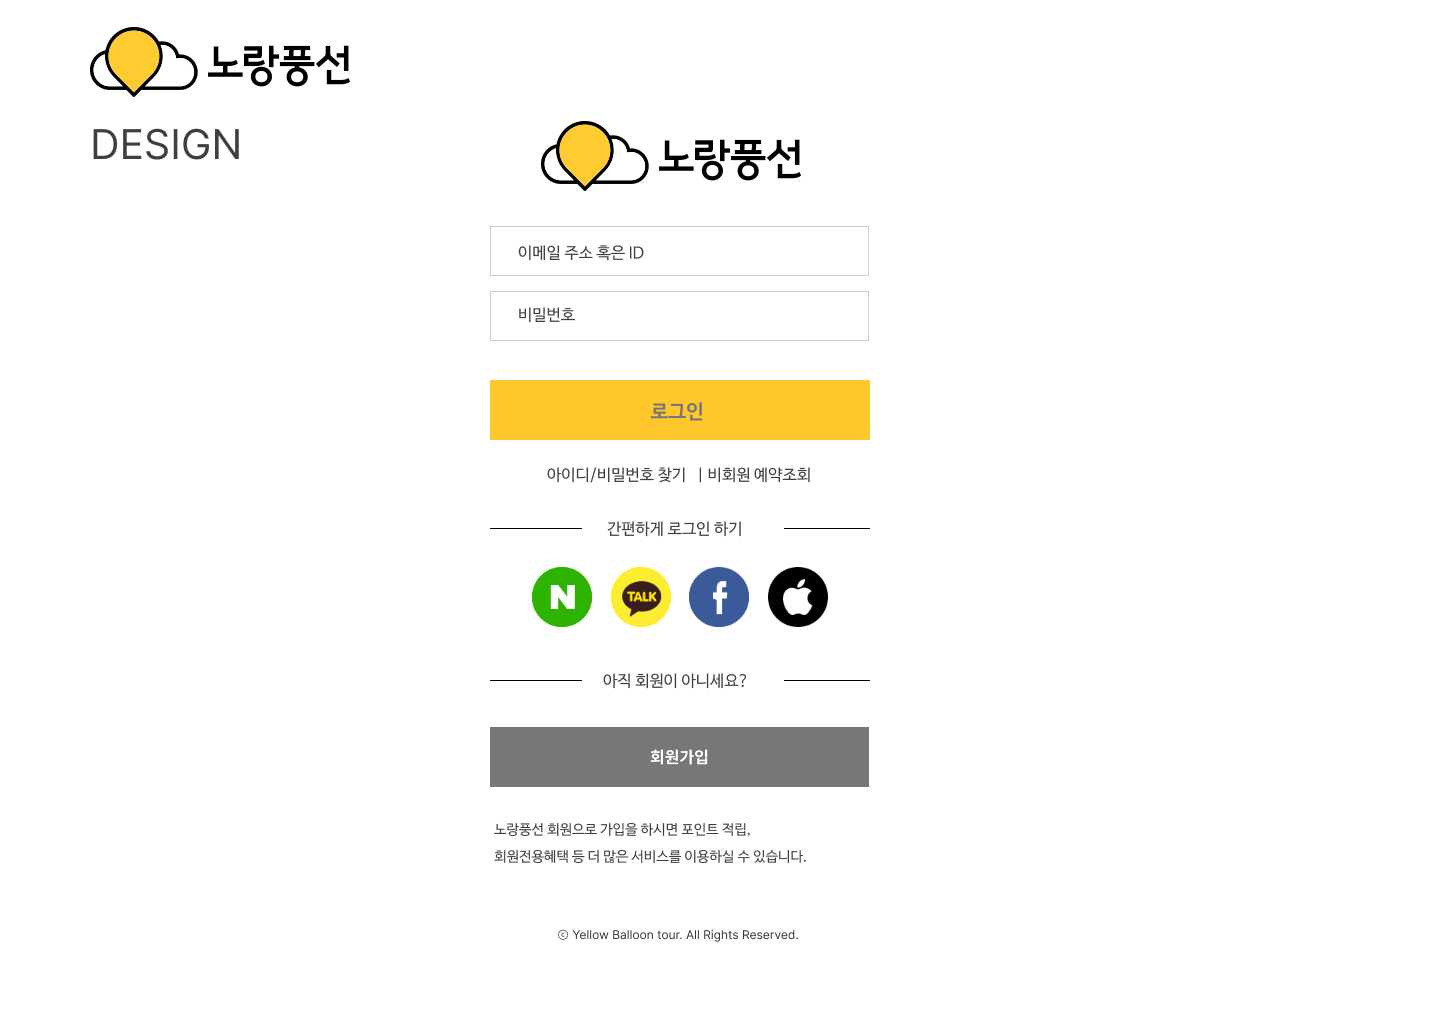 노랑풍선
DESIGN
노랑풍선
이메일 주소 혹은 ID
비밀번호
로그인
아이디/비밀번호 찾기 | 비회원 예약조회
간편하게 로그인 하기
N
TALK
f
아직 회원이 아니세요?
회원가입
노랑풍선 회원으로 가입을 하시면 포인트 적립,
회원전용혜택 등 더 많은 서비스를 이용하실 수 있습니다.
ⓒ Yellow Balloon tour. All Rights Reserved.